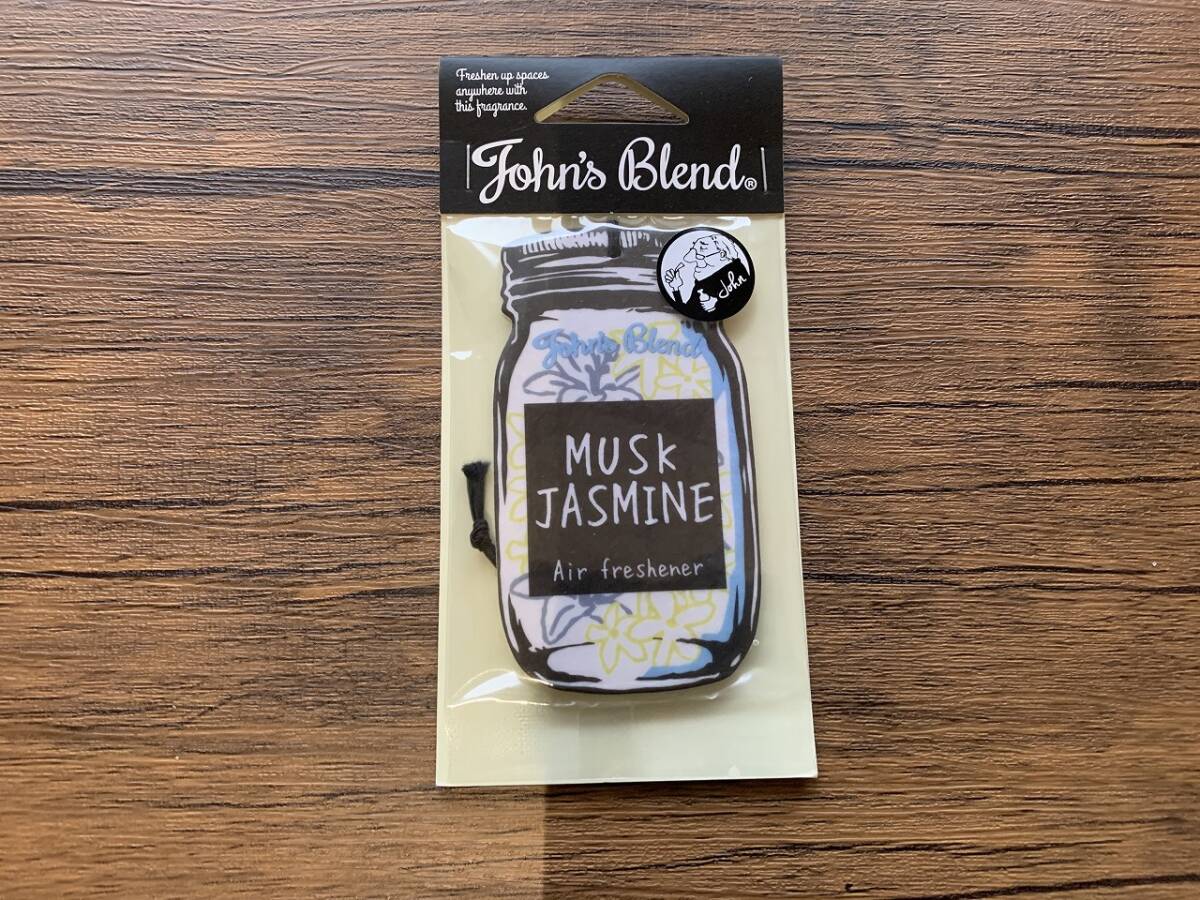 Freshen up spaces
anywhere with
this fragrance.
John's Blend®
John
John's Blend
MUSK
JASMINE
Air freshener